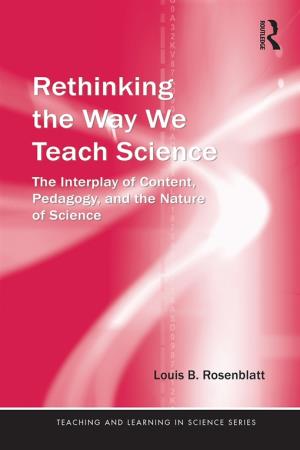 ROUTLEDGE
Rethinking
the Way We
Teach Science
The Interplay of Content,
Pedagogy, and the Nature
of Science
Louis B. Rosenblatt
TEACHING AND LEARNING IN SCIENCE SERIES